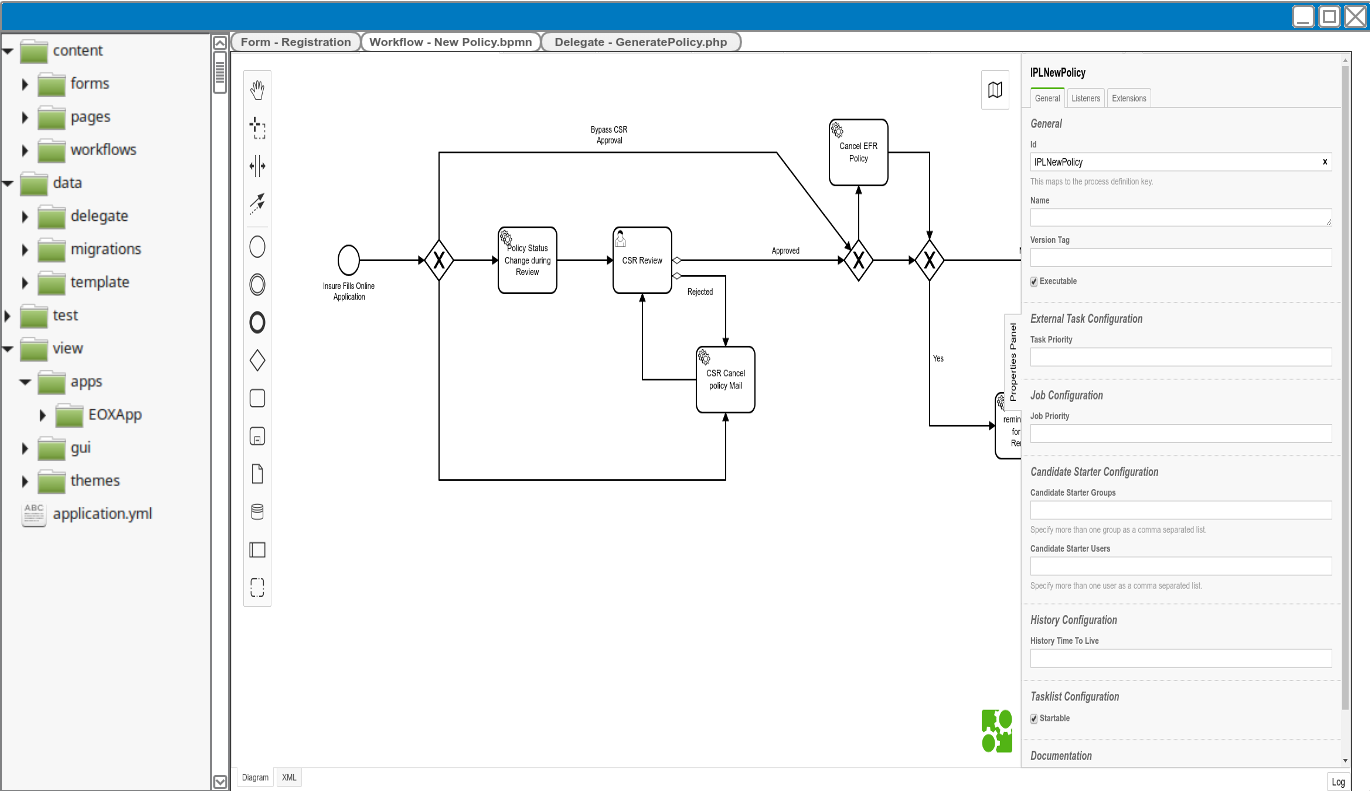 content
forms
pages
workflows
data
delegate
migrations
template
test
view
apps
EOXApp
gui
themes
ABC
application.yml
Form - Registration
Workflow - New Policy.bpmn
Delegate - GeneratePolicy.php
Bypass CSR
Approval
Cancel EFR
Policy
Insure Fills Online
Application
Policy Status
Change during
Review
CSR Review
Approved
Rejected
CSR Cancel
policy Mail
Yes
remin
for
Rei
Properties Panel
IPLNewPolicy
General
Listeners
Extensions
General
Id
IPLNewPolicy
x
This maps to the process definition key.
Name
Version Tag
Executable
External Task Configuration
Task Priority
Job Configuration
Job Priority
Candidate Starter Configuration
Candidate Starter Groups
Specify more than one group as a comma separated list.
Candidate Starter Users
Specify more than one user as a comma separated list.
History Configuration
History Time To Live
Tasklist Configuration
Startable
Documentation
Diagram
XML
Log